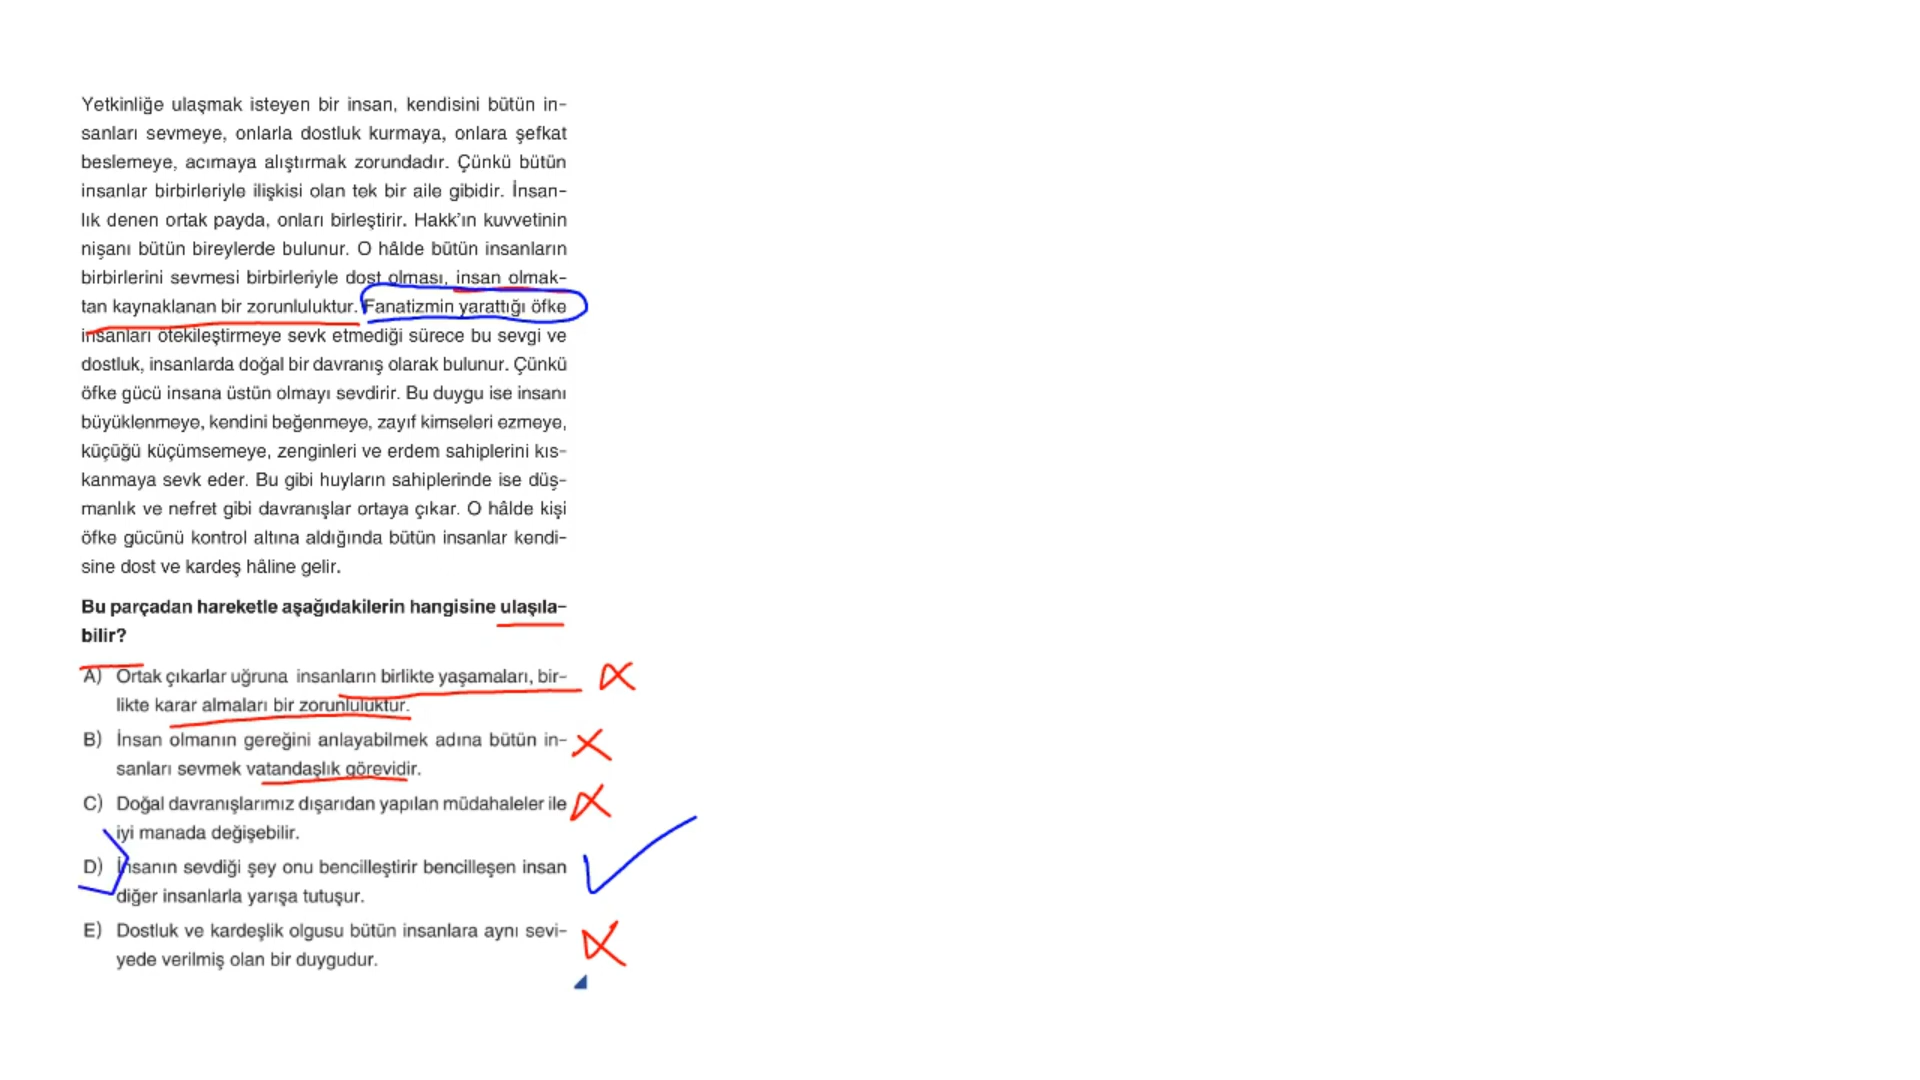 Yetkinliğe ulaşmak isteyen bir insan, kendisini bütün in-
sanları sevmeye, onlarla dostluk kurmaya, onlara şefkat
beslemeye, acımaya alıştırmak zorundadır. Çünkü bütün
insanlar birbirleriyle ilişkisi olan tek bir aile gibidir. İnsan-
lık denen ortak payda, onları birleştirir. Hakk’ın kuvvetinin
nişanı bütün bireylerde bulunur. O hâlde bütün insanların
birbirlerini sevmesi birbirleriyle dost olması, insan olmak-
tan kaynaklanan bir zorunluluktur. Fanatizmin yarattığı öfke
insanları ötekileştirmeye sevk etmediği sürece bu sevgi ve
dostluk, insanlarda doğal bir davranış olarak bulunur. Çünkü
öfke gücü insana üstün olmayı sevdirir. Bu duygu ise insanı
büyüklenmeye, kendini beğenmeye, zayıf kimseleri ezmeye,
küçüğü küçümsemeye, zenginleri ve erdem sahiplerini kıs-
kanmaya sevk eder. Bu gibi huyların sahiplerinde ise düş-
manlık ve nefret gibi davranışlar ortaya çıkar. O hâlde kişi
öfke gücünü kontrol altına aldığında bütün insanlar kendi-
sine dost ve kardeş hâline gelir.
Bu parçadan hareketle aşağıdakilerin hangisine ulaşıla-
bilir?
A) Ortak çıkarlar uğruna insanların birlikte yaşamaları, bir-
likte karar almaları bir zorunluluktur.
B) İnsan olmanın gereğini anlayabilmek adına bütün in-
sanları sevmek vatandaşlık görevidir.
C) Doğal davranışlarımız dışarıdan yapılan müdahaleler ile
iyi manada değişebilir.
D) İnsanın sevdiği şey onu bencilleştirir bencilleşen insan
diğer insanlarla yarışa tutuşur.
E) Dostluk ve kardeşlik olgusu bütün insanlara aynı sevi-
yede verilmiş olan bir duygudur.